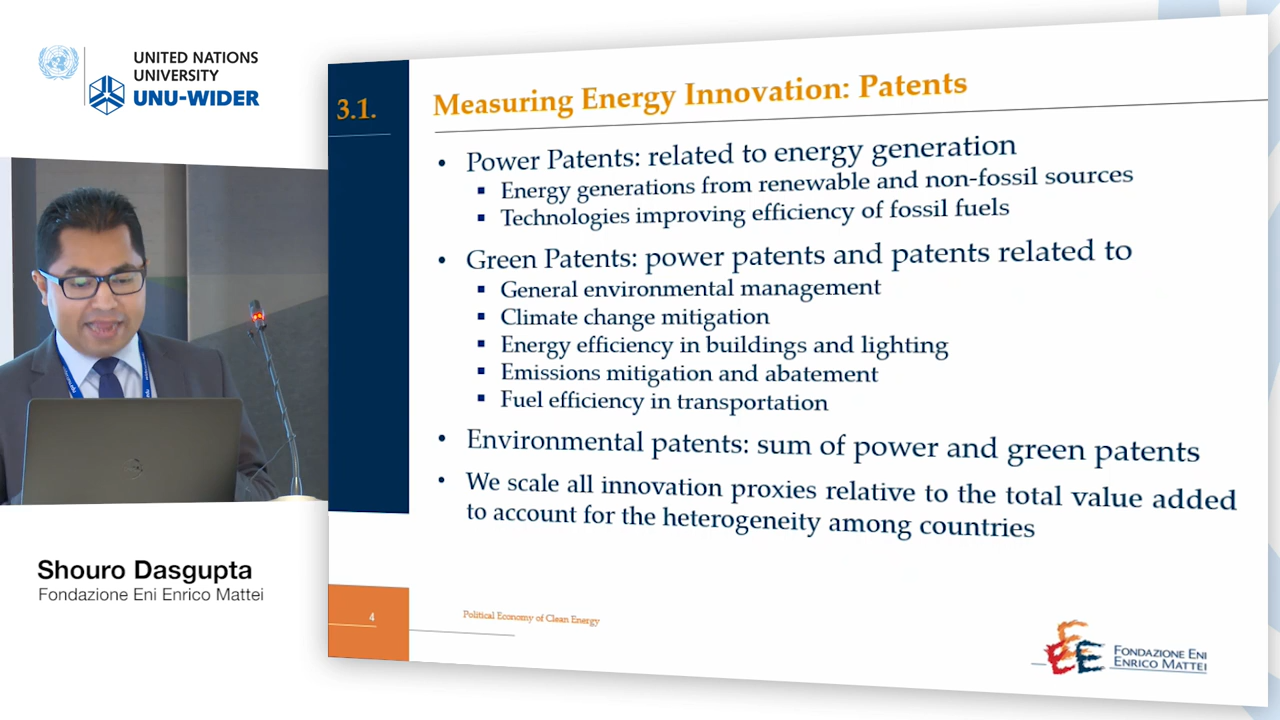 UNITED NATIONS
UNIVERSITY
UNU-WIDER
3.1.
Measuring Energy Innovation: Patents
• Power Patents: related to energy generation
▪ Energy generations from renewable and non-fossil sources
▪ Technologies improving efficiency of fossil fuels
• Green Patents: power patents and patents related to
▪ General environmental management
▪ Climate change mitigation
▪ Energy efficiency in buildings and lighting
▪ Emissions mitigation and abatement
▪ Fuel efficiency in transportation
• Environmental patents: sum of power and green patents
• We scale all innovation proxies relative to the total value added
to account for the heterogeneity among countries
Shouro Dasgupta
Fondazione Eni Enrico Mattei
4
Political Economy of Clean Energy
FONDAZIONE ENI
ENRICO MATTEI